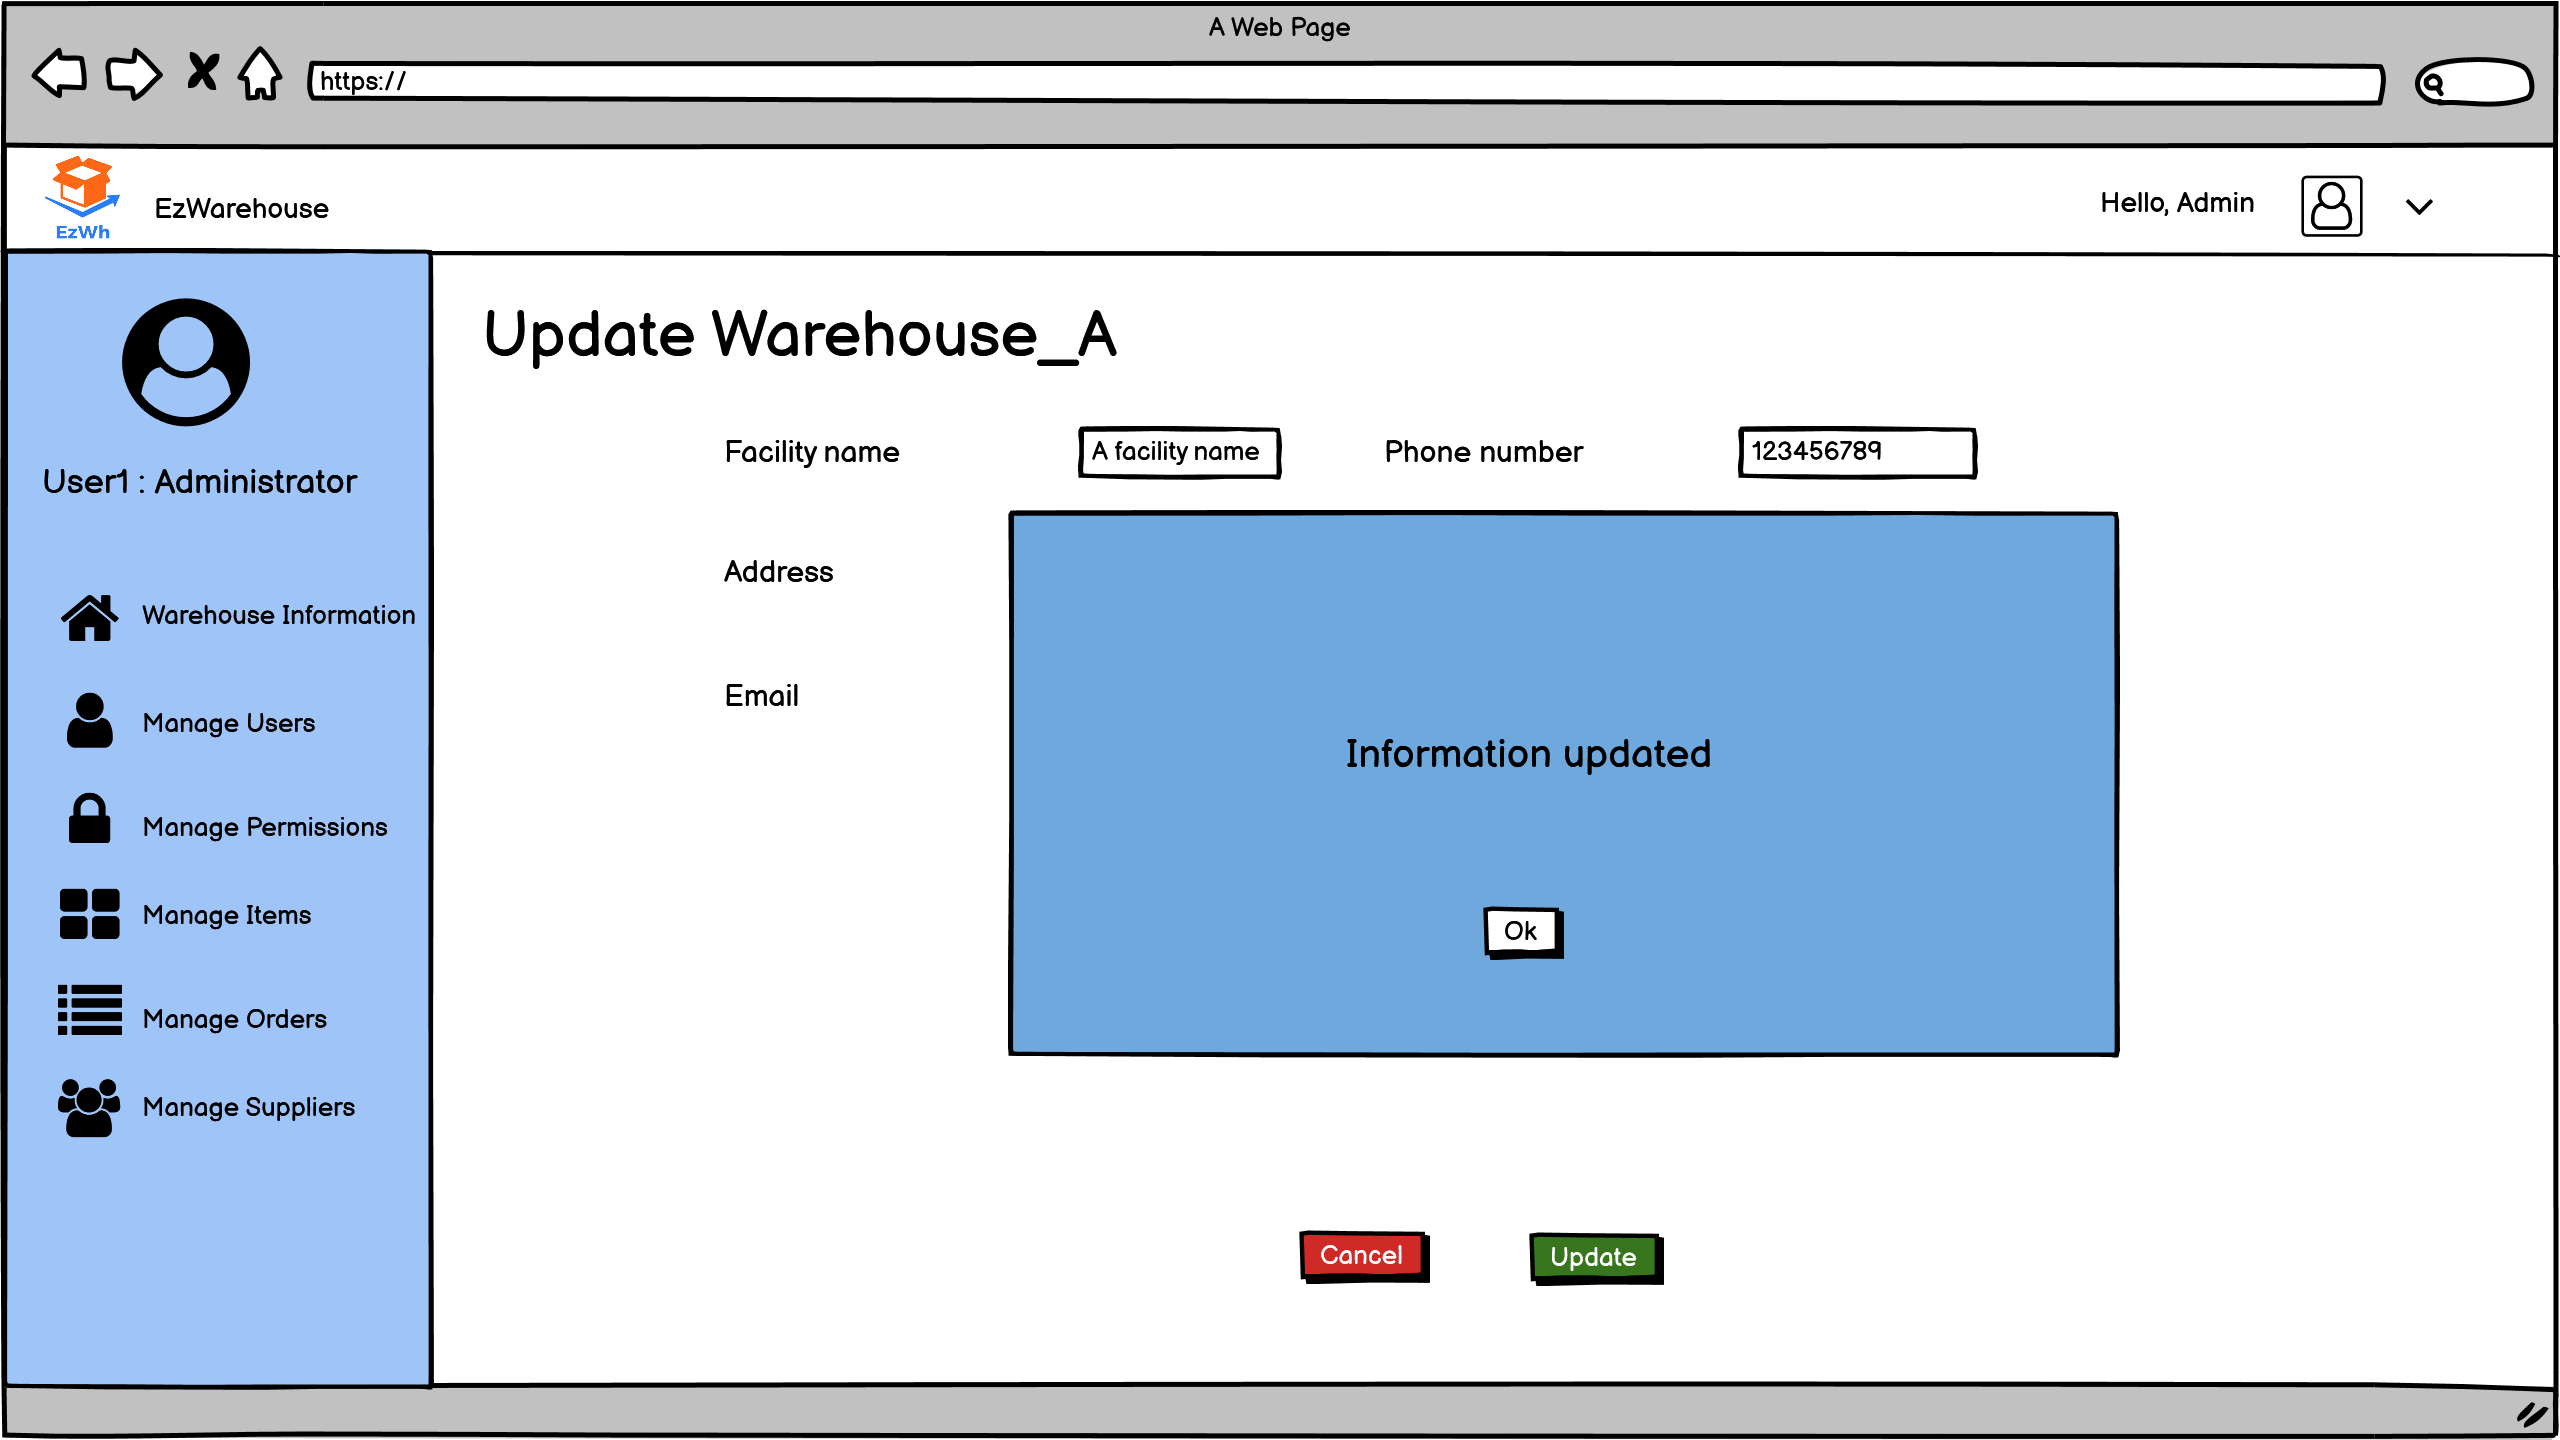 A Web Page
https://
EzWh
EzWarehouse
Hello, Admin
User1 : Administrator
Warehouse Information
Manage Users
Manage Permissions
Manage Items
Manage Orders
Manage Suppliers
Update Warehouse_A
Facility name
A facility name
Phone number
123456789
Address
Email
Information updated
Ok
Cancel
Update